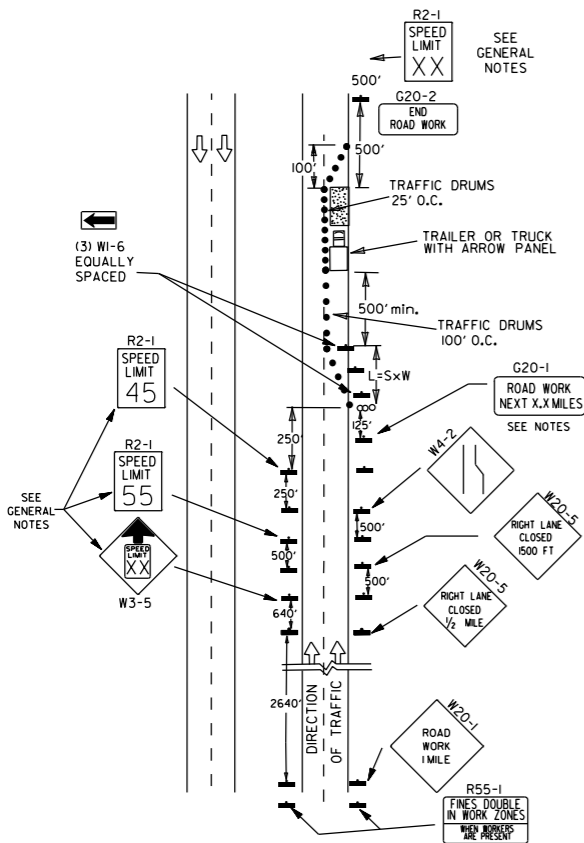 R2-1
SPEED
LIMIT
XX
SEE
GENERAL
NOTES
500'
G20-2
END
ROAD WORK
500'
100'
TRAFFIC DRUMS
25' O.C.
TRAILER OR TRUCK
WITH ARROW PANEL
(3) W1-6
EQUALLY
SPACED
500' min.
TRAFFIC DRUMS
100' O.C.
R2-1
SPEED
LIMIT
45
L=S×W
G20-1
ROAD WORK
NEXT X.X MILES
SEE NOTES
125'
250'
R2-1
SPEED
LIMIT
55
W4-2
250'
SEE
GENERAL
NOTES
500'
500'
W20-5
RIGHT LANE
CLOSED
1500 FT
SPEED
LIMIT
XX
W3-5
500'
W20-5
RIGHT LANE
CLOSED
1/2 MILE
640'
2640'
DIRECTION
OF TRAFFIC
W20-1
ROAD
WORK
1 MILE
R55-1
FINES DOUBLE
IN WORK ZONES
WHEN WORKERS
ARE PRESENT